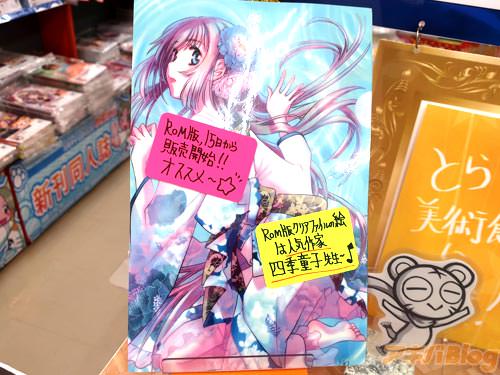 RoM版,15日から
販売開始!!
オススメ〜☆
RoM版クリアファイルの絵
は人気作家
四季童子先生〜♪
新刊同人誌
とら
美術館
BLog